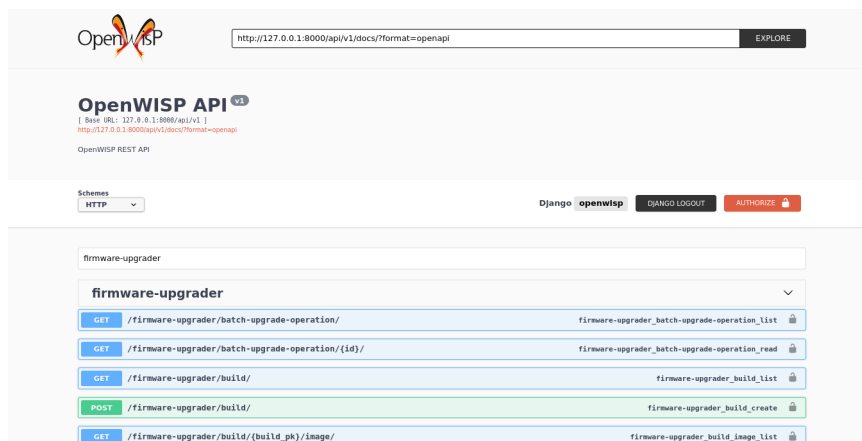 OpenWiSP
http://127.0.0.1:8000/api/v1/docs/?format=openapi
EXPLORE
OpenWISP API v1
[ Base URL: 127.0.0.1:8000/api/v1 ]
http://127.0.0.1:8000/api/v1/docs/?format=openapi
OpenWISP REST API
Schemes
HTTP
Django openwisp DJANGO LOGOUT AUTHORIZE
firmware-upgrader
firmware-upgrader
GET /firmware-upgrader/batch-upgrade-operation/ firmware-upgrader_batch-upgrade-operation_list
GET /firmware-upgrader/batch-upgrade-operation/{id}/ firmware-upgrader_batch-upgrade-operation_read
GET /firmware-upgrader/build/ firmware-upgrader_build_list
POST /firmware-upgrader/build/ firmware-upgrader_build_create
GET /firmware-upgrader/build/{build_pk}/image/ firmware-upgrader_build_image_list